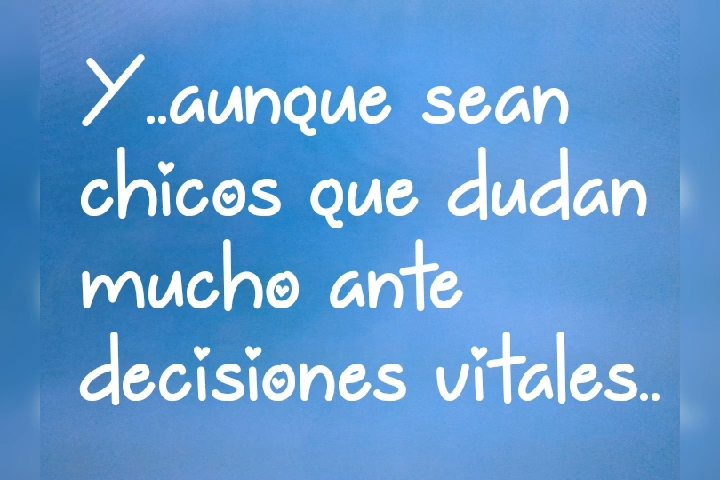 Y ..aunque sean
chicos que dudan
mucho ante
decisiones vitales..